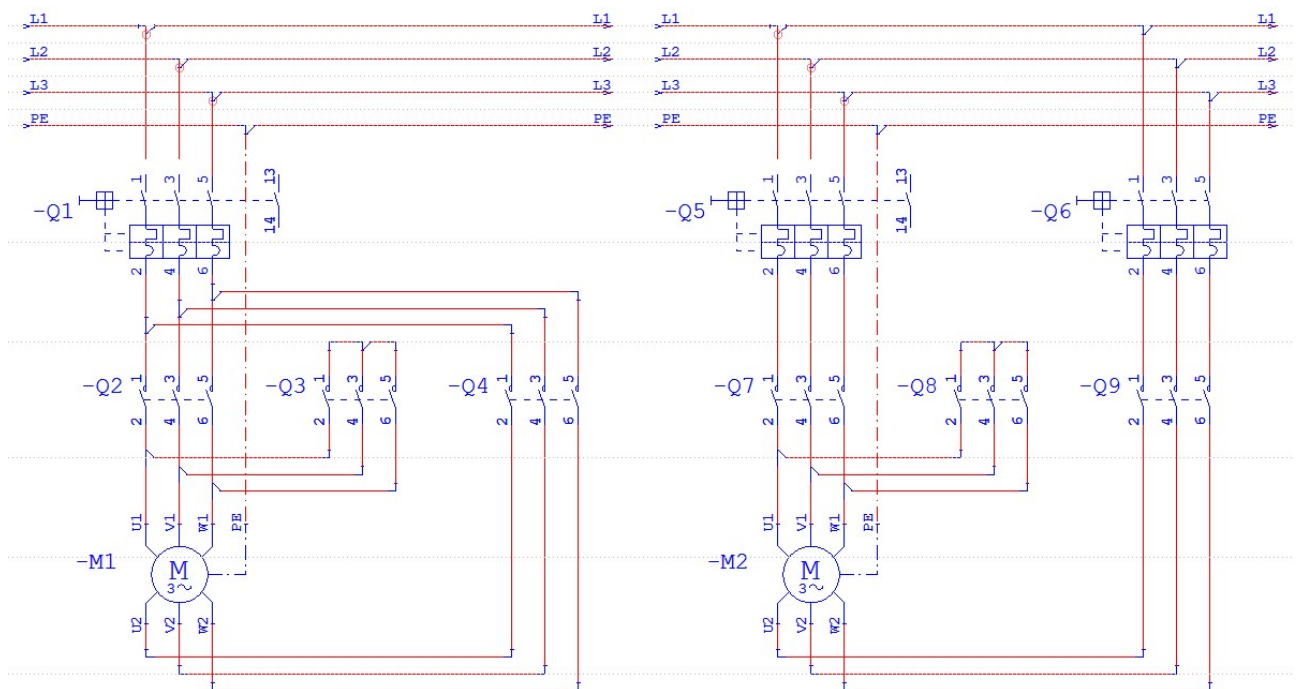 L1 L1 L1 L1
L2 L2 L2 L2
L3 L3 L3 L3
PE PE PE PE
1 3 5 13 1 3 5 13 1 3 5
-Q1 14 -Q5 14 -Q6
2 4 6 2 4 6 2 4 6
1 3 5 1 3 5 1 3 5 1 3 5 1 3 5 1 3 5
-Q2 -Q3 -Q4 -Q7 -Q8 -Q9
2 4 6 2 4 6 2 4 6 2 4 6 2 4 6 2 4 6
U1 V1 W1 PE U1 V1 W1 PE
-M1 M -M2 M
3~ 3~
U2 V2 W2 U2 V2 W2